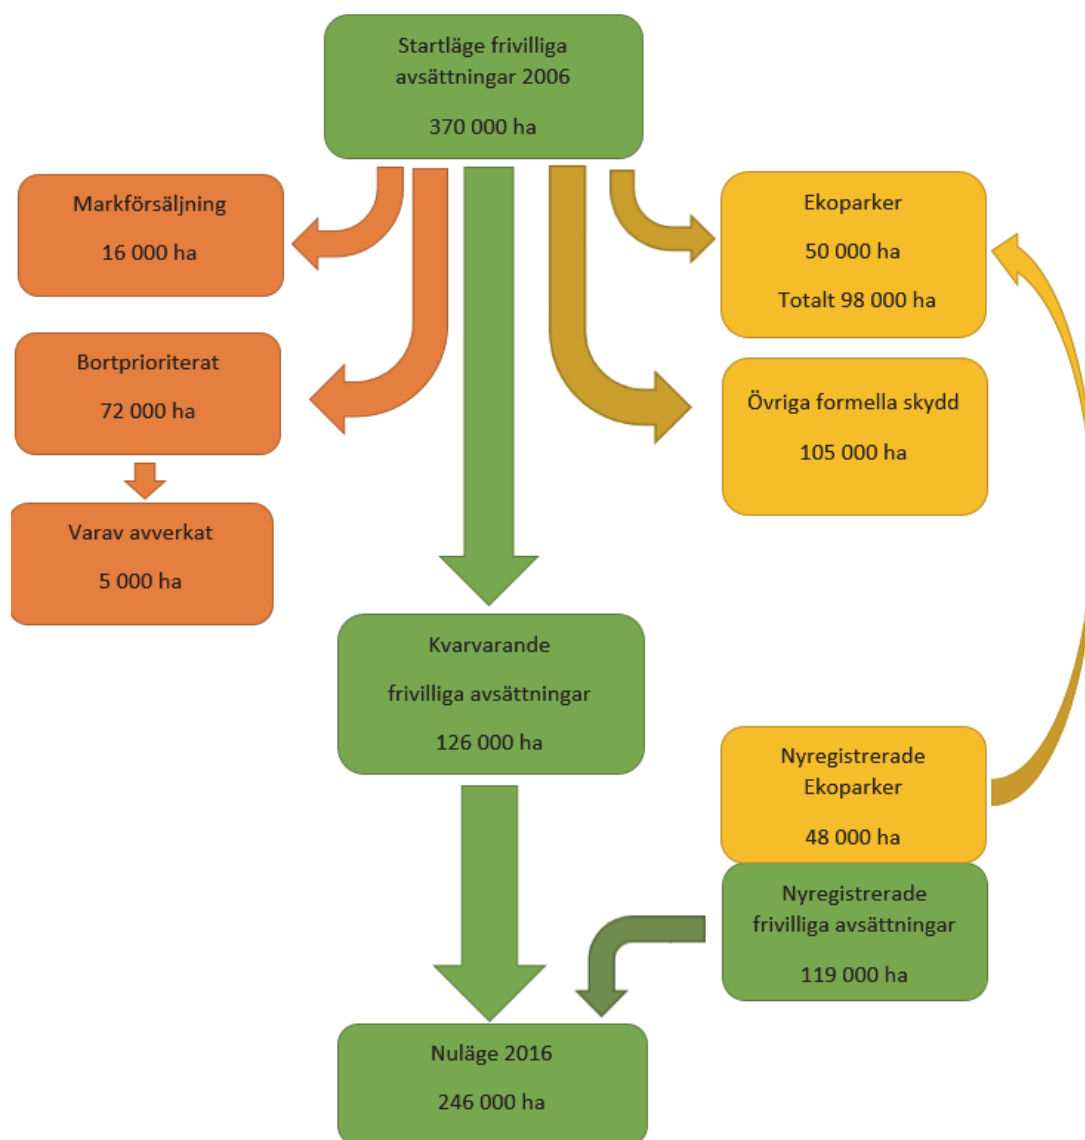 Startläge frivilliga
avsättningar 2006
370 000 ha
Markförsäljning
16 000 ha
Ekoparker
50 000 ha
Totalt 98 000 ha
Bortprioriterat
72 000 ha
Övriga formella skydd
105 000 ha
Varav avverkat
5 000 ha
Kvarvarande
frivilliga avsättningar
126 000 ha
Nyregistrerade
Ekoparker
48 000 ha
Nyregistrerade
frivilliga avsättningar
119 000 ha
Nuläge 2016
246 000 ha